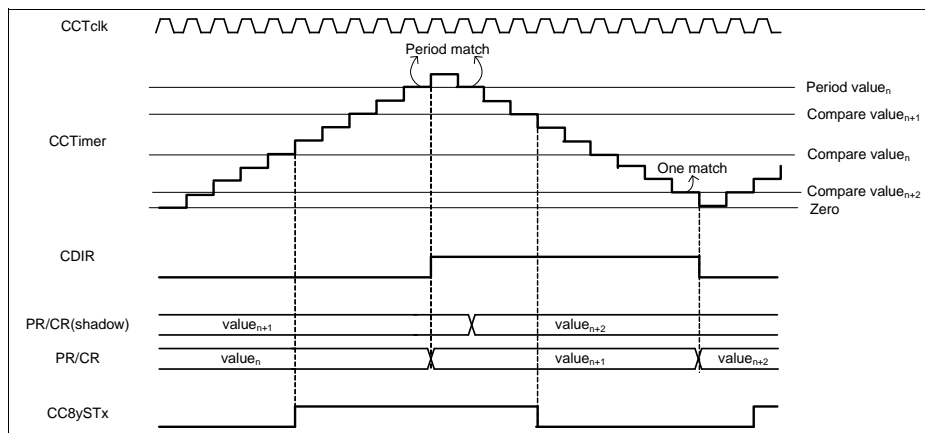 CCTclk
Period match
Period valueₙ
Compare valueₙ₊₁
CCTimer
Compare valueₙ
One match
Compare valueₙ₊₂
Zero
CDIR
PR/CR(shadow)
valueₙ₊₁
valueₙ₊₂
PR/CR
valueₙ
valueₙ₊₁
valueₙ₊₂
CC8ySTx